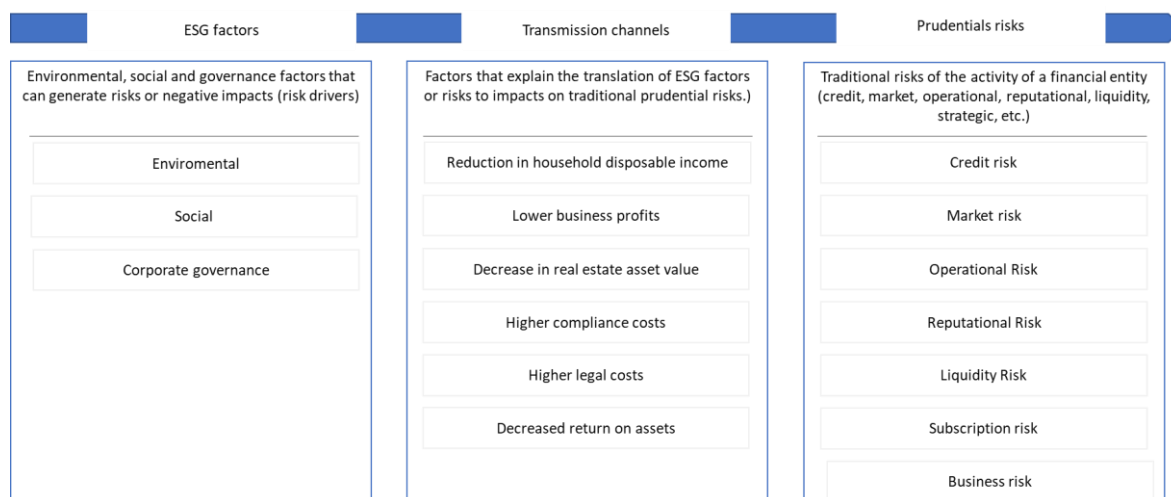 ESG factors
Transmission channels
Prudentials risks
Environmental, social and governance factors that
can generate risks or negative impacts (risk drivers)
Enviromental
Social
Corporate governance
Factors that explain the translation of ESG factors
or risks to impacts on traditional prudential risks.)
Reduction in household disposable income
Lower business profits
Decrease in real estate asset value
Higher compliance costs
Higher legal costs
Decreased return on assets
Traditional risks of the activity of a financial entity
(credit, market, operational, reputational, liquidity,
strategic, etc.)
Credit risk
Market risk
Operational Risk
Reputational Risk
Liquidity Risk
Subscription risk
Business risk